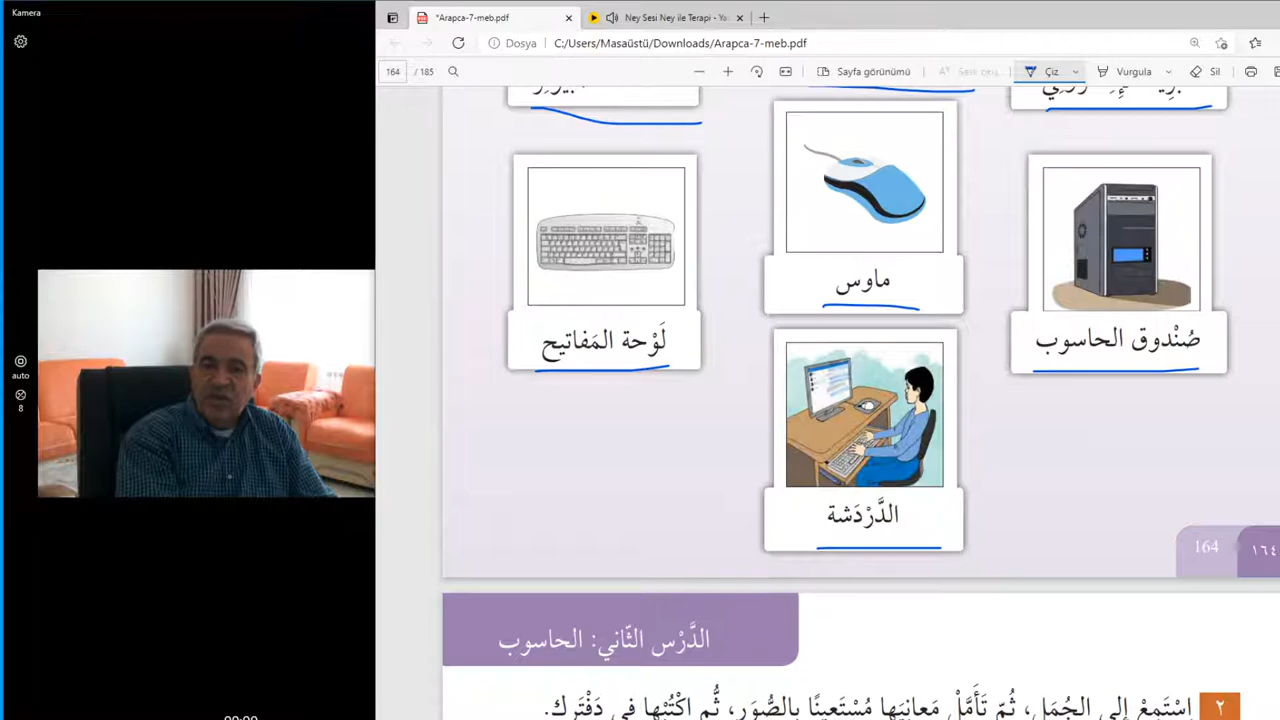 Kamera
*Arapca-7-meb.pdf
Ney Sesi Ney ile Terapi - Yo
Dosya
C:/Users/Masaüstü/Downloads/Arapca-7-meb.pdf
164 / 185
Sayfa görünümü
Çiz
Vurgula
Sil
ماوس
لَوْحة المَفاتيح
صُنْدوق الحاسوب
الدَّرْدَشة
164
١٦٤
auto
8
الدَّرْس الثّاني: الحاسوب
٢ اِسْتَمِعْ إلى الجُمَل، ثُمّ تَأَمَّلْ مَعانِيَها مُسْتَعينًا بِالصُّوَر، ثُّم اكْتُبْها في دَفْتَرِك.